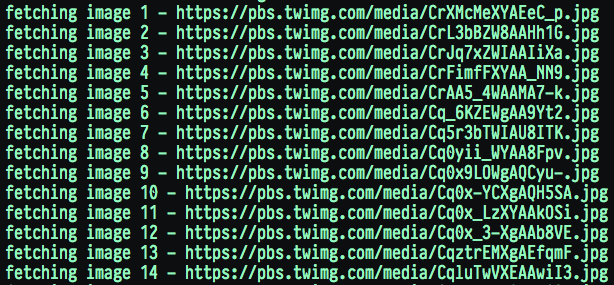 fetching image 1 – https://pbs.twimg.com/media/CrXMcMeXYAEeC_p.jpg
fetching image 2 – https://pbs.twimg.com/media/CrL3bBZW8AAHh1G.jpg
fetching image 3 – https://pbs.twimg.com/media/CrJq7xZWIAAIiXa.jpg
fetching image 4 – https://pbs.twimg.com/media/CrFimfFXYAA_NN9.jpg
fetching image 5 – https://pbs.twimg.com/media/CrAA5_4WAAMA7-k.jpg
fetching image 6 – https://pbs.twimg.com/media/Cq_6KZEWgAA9Yt2.jpg
fetching image 7 – https://pbs.twimg.com/media/Cq5r3bTWIAU8ITK.jpg
fetching image 8 – https://pbs.twimg.com/media/Cq0yii_WYAA8Fpv.jpg
fetching image 9 – https://pbs.twimg.com/media/Cq0x9LOWgAQCyu-.jpg
fetching image 10 – https://pbs.twimg.com/media/Cq0x-YCXgAQH5SA.jpg
fetching image 11 – https://pbs.twimg.com/media/Cq0x_LzXYAAkOSi.jpg
fetching image 12 – https://pbs.twimg.com/media/Cq0x_3-XgAAb8VE.jpg
fetching image 13 – https://pbs.twimg.com/media/CqztrEMXgAEfqmF.jpg
fetching image 14 – https://pbs.twimg.com/media/CqluTwVXEAAwiI3.jpg